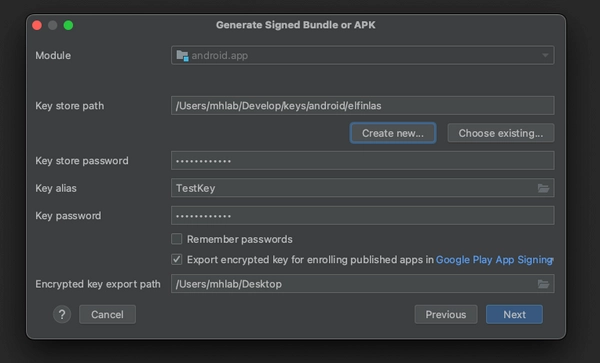 Generate Signed Bundle or APK
Module
android.app
Key store path
/Users/mhlab/Develop/keys/android/elfinlas
Create new...
Choose existing...
Key store password
••••••••••••
Key alias
TestKey
Key password
••••••••••••
Remember passwords
Export encrypted key for enrolling published apps in Google Play App Signing
Encrypted key export path
/Users/mhlab/Desktop
?
Cancel
Previous
Next